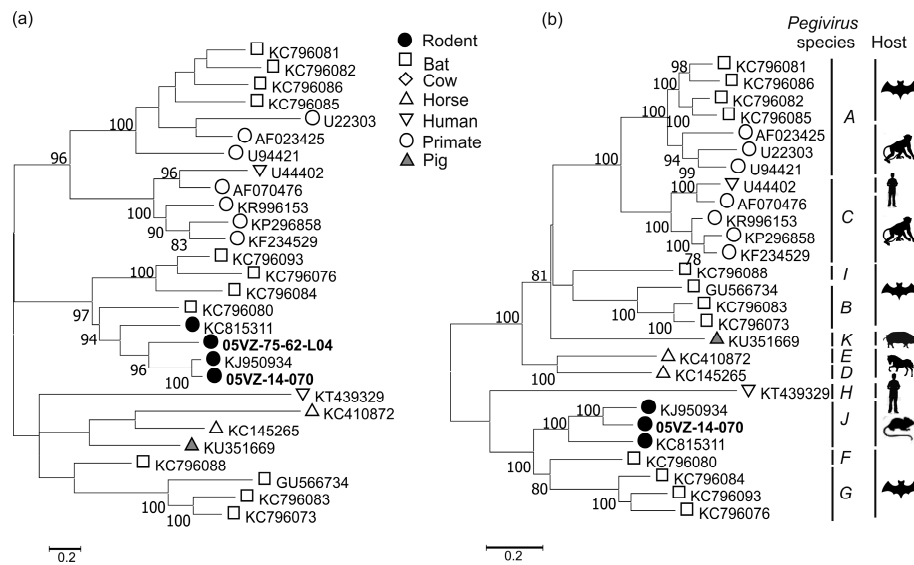 (a)
KC796081
KC796082
KC796086
KC796085
100
U22303
AF023425
U94421
96
96
U44402
AF070476
100
KR996153
90
KP296858
83
KF234529
KC796093
100
KC796076
KC796084
97
KC796080
94
KC815311
05VZ-75-62-L04
96
KJ950934
100
05VZ-14-070
KT439329
KC410872
KC145265
KU351669
KC796088
GU566734
100
KC796083
100
KC796073
0.2
Rodent
Bat
Cow
Horse
Human
Primate
Pig
(b)
Pegivirus
species
Host
98
KC796081
100
KC796086
KC796082
100
KC796085
AF023425
100
U22303
94
U94421
99
100
U44402
AF070476
100
KR996153
KP296858
100
KF234529
78
KC796088
81
GU566734
100
KC796083
100
KC796073
100
KU351669
KC410872
100
KC145265
KT439329
100
KJ950934
100
05VZ-14-070
100
KC815311
KC796080
80
KC796084
KC796093
100
KC796076
A
C
I
B
K
E
D
H
J
F
G
0.2